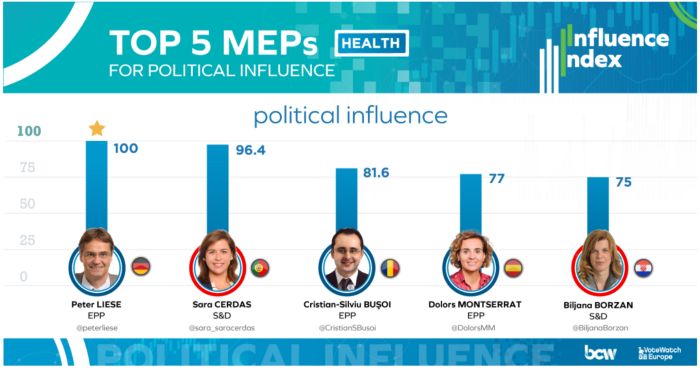 TOP 5 MEPs HEALTH
FOR POLITICAL INFLUENCE
Influence
Index
political influence
100
75
50
25
0
100
96.4
81.6
77
75
Peter LIESE
EPP
@peterliese
Sara CERDAS
S&D
@sara_saracerdas
Cristian-Silviu BUŞOI
EPP
@CristianSBusoi
Dolors MONTSERRAT
EPP
@DolorsMM
Biljana BORZAN
S&D
@BiljanaBorzan
POLITICAL INFLUENCE
bcw
VoteWatch
Europe